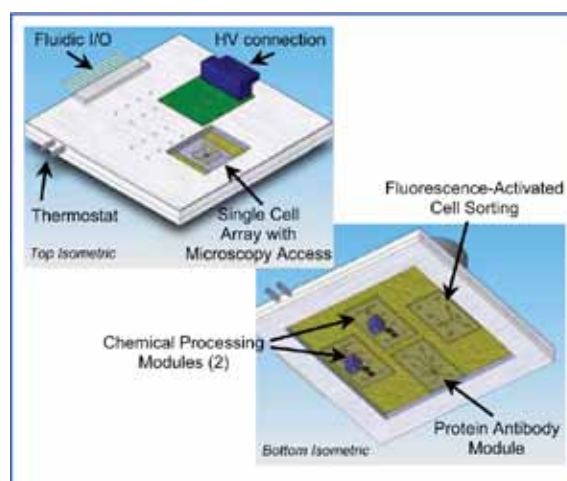 Fluidic I/O
HV connection
Thermostat
Single Cell
Array with
Microscopy Access
Top Isometric
Fluorescence-Activated
Cell Sorting
Chemical Processing
Modules (2)
Protein Antibody
Module
Bottom Isometric